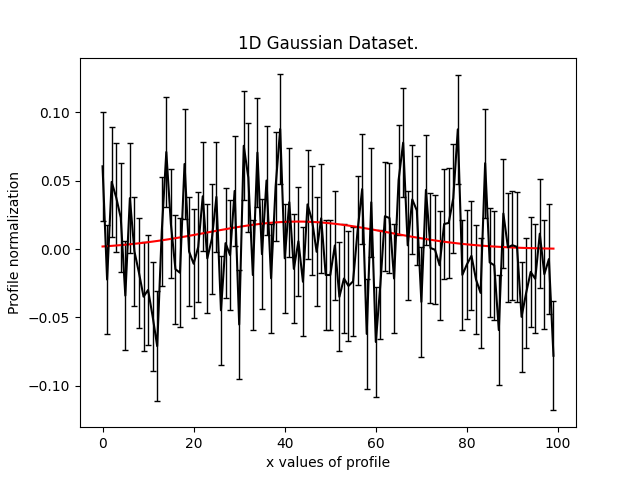 1D Gaussian Dataset.
Profile normalization
0.10
0.05
0.00
−0.05
−0.10
0 20 40 60 80 100
x values of profile